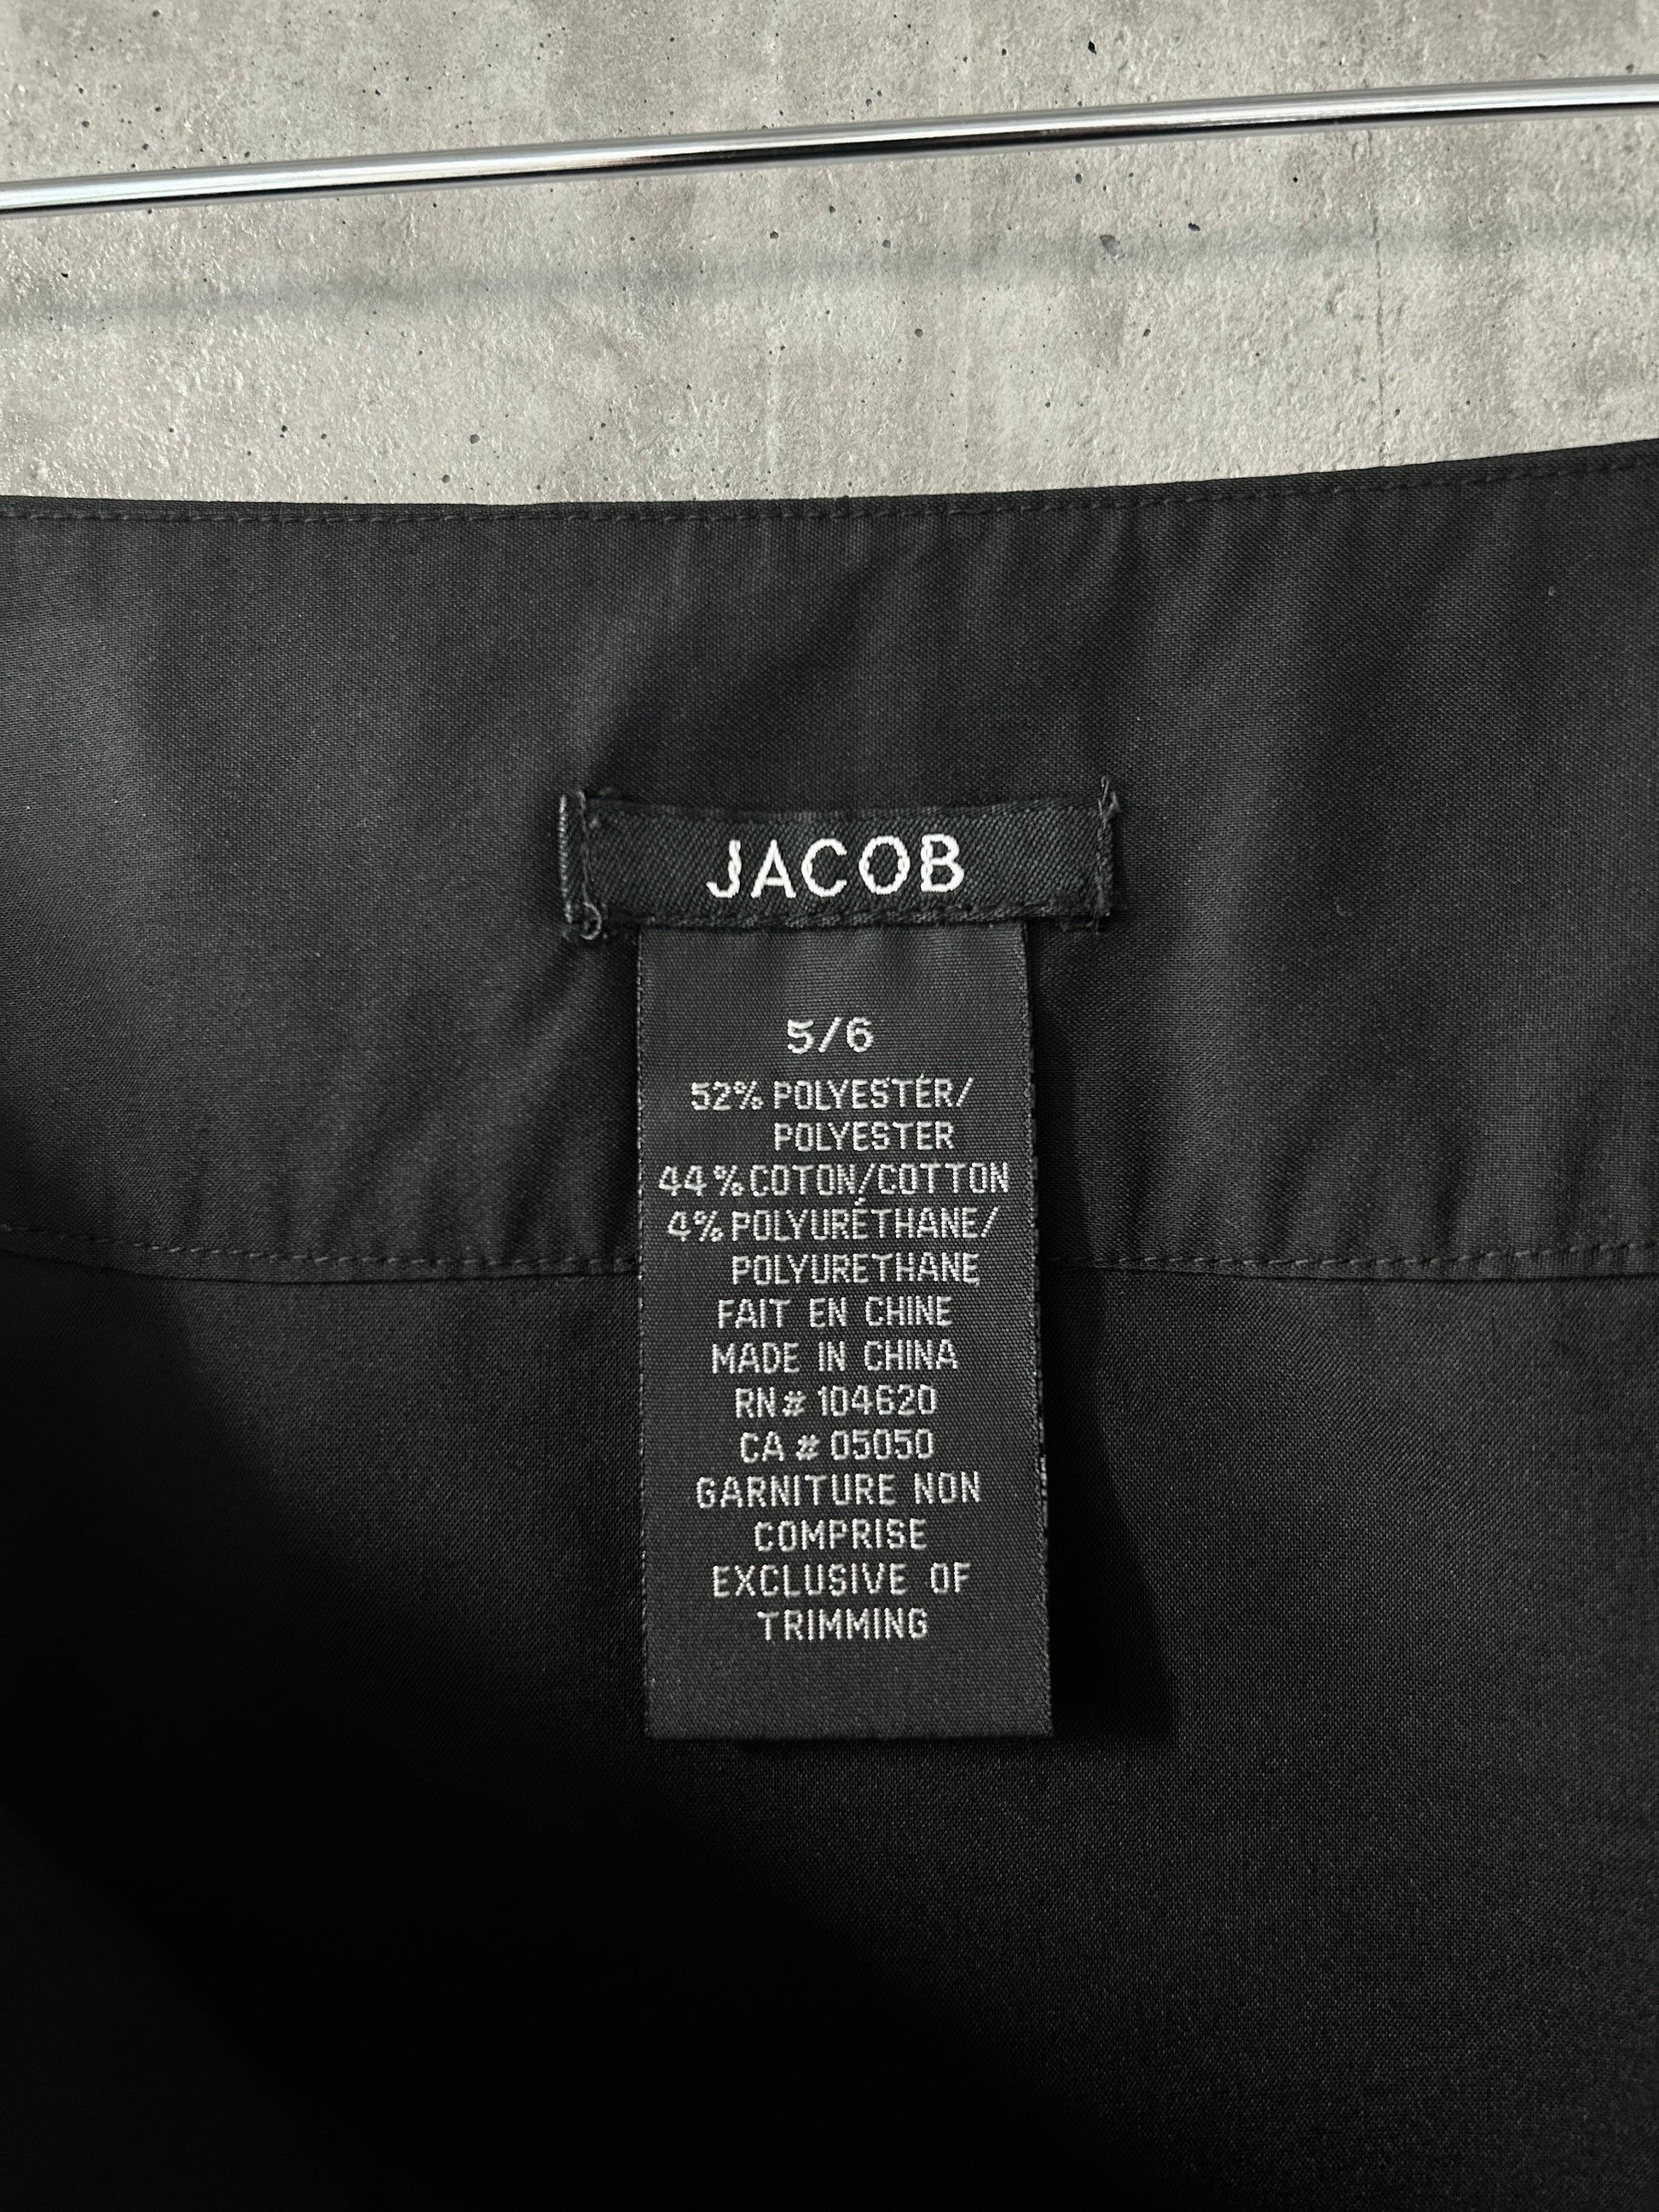 JACOB
5/6
52% POLYESTÉR/
POLYESTER
44% COTON/COTTON
4% POLYURÉTHANE/
POLYURETHANE
FAIT EN CHINE
MADE IN CHINA
RN# 104620
CA # 05050
GARNITURE NON
COMPRISE
EXCLUSIVE OF
TRIMMING